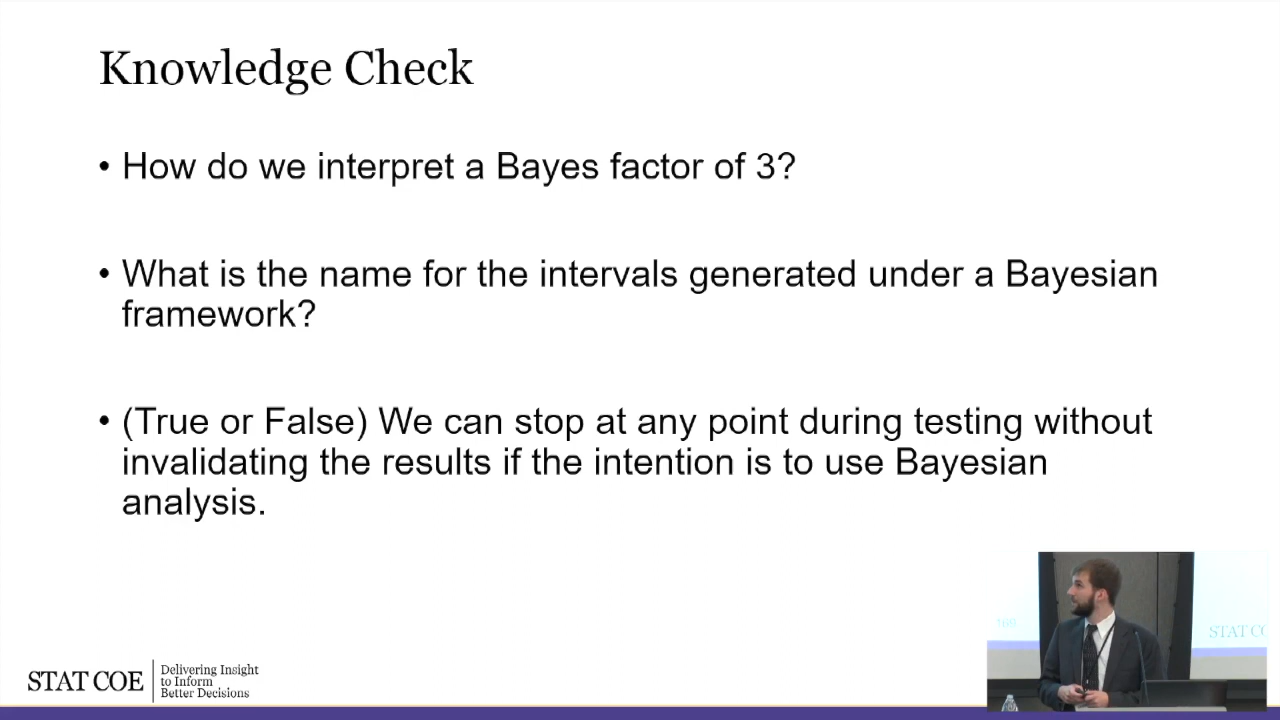 Knowledge Check
• How do we interpret a Bayes factor of 3?
• What is the name for the intervals generated under a Bayesian
framework?
• (True or False) We can stop at any point during testing without
invalidating the results if the intention is to use Bayesian
analysis.
STAT COE
Delivering Insight
to Inform
Better Decisions
STAT CO